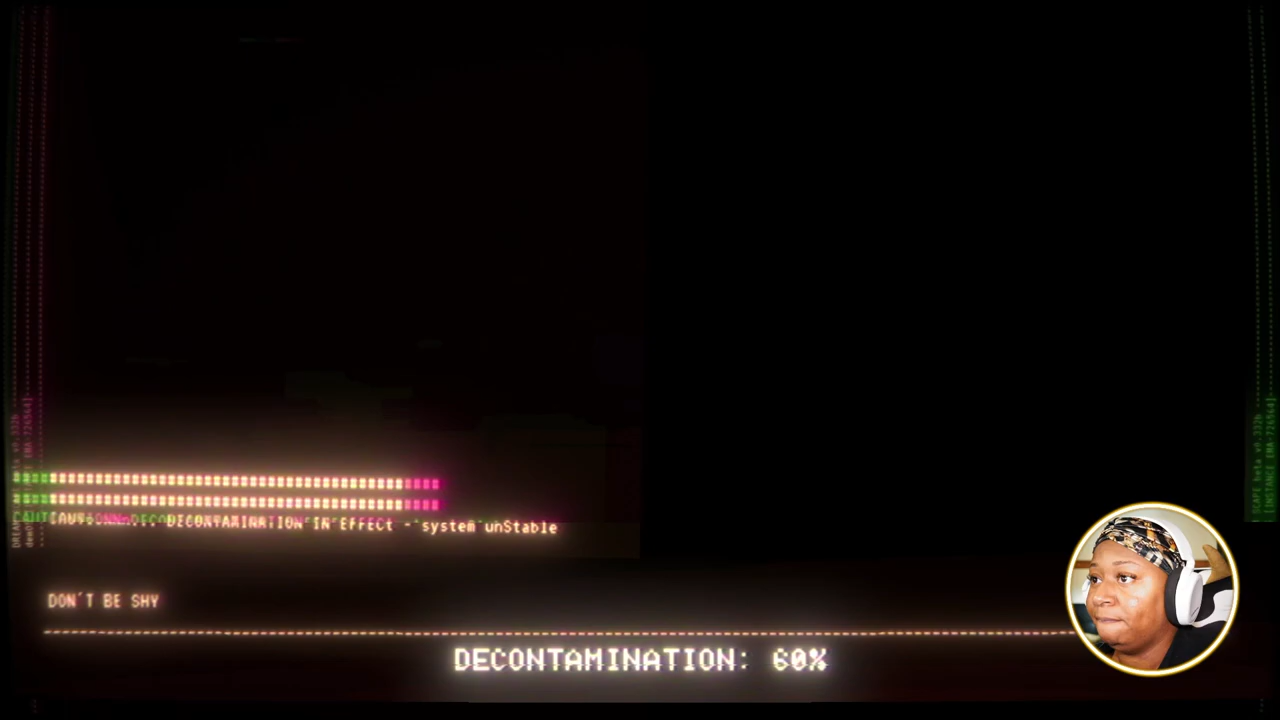 DECONTAMINATION IN EFFECt - system unStable
DON'T BE SHY
DECONTAMINATION: 60%